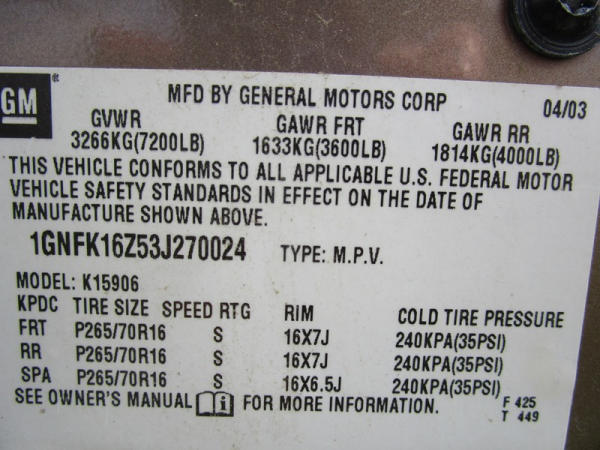 GM ®
MFD BY GENERAL MOTORS CORP 04/03
GVWR GAWR FRT GAWR RR
3266KG(7200LB) 1633KG(3600LB) 1814KG(4000LB)
THIS VEHICLE CONFORMS TO ALL APPLICABLE U.S. FEDERAL MOTOR
VEHICLE SAFETY STANDARDS IN EFFECT ON THE DATE OF
MANUFACTURE SHOWN ABOVE.
1GNFK16Z53J270024 TYPE: M.P.V.
MODEL: K15906
KPDC TIRE SIZE SPEED RTG RIM COLD TIRE PRESSURE
FRT P265/70R16 S 16X7J 240KPA(35PSI)
RR P265/70R16 S 16X7J 240KPA(35PSI)
SPA P265/70R16 S 16X6.5J 240KPA(35PSI)
SEE OWNER'S MANUAL i FOR MORE INFORMATION. F 425
T 449